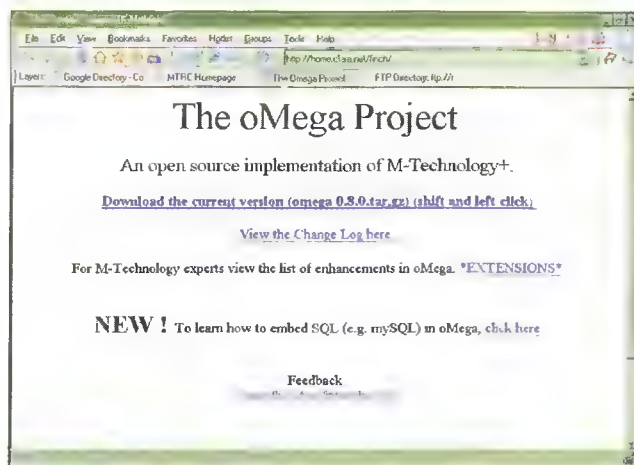 File Edit View Bookmarks Favorites Hotlist Groups Tools Help
Layers: Google Directory - Co MTRC Homepage The Omega Project FTP Directory: ftp://
The oMega Project
An open source implementation of M-Technology+.
Download the current version (omega 0.8.0.tar.gz) (shift and left click)
View the Change Log here
For M-Technology experts view the list of enhancements in oMega. *EXTENSIONS*
NEW ! To learn how to embed SQL (e.g. mySQL) in oMega, click here
Feedback